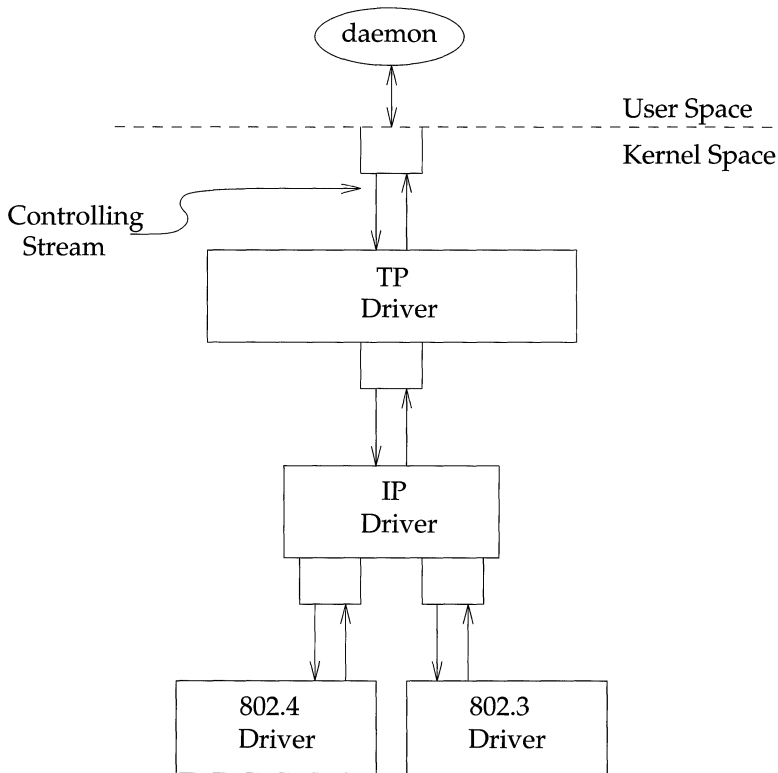 daemon
User Space
Kernel Space
Controlling
Stream
TP
Driver
IP
Driver
802.4
Driver
802.3
Driver